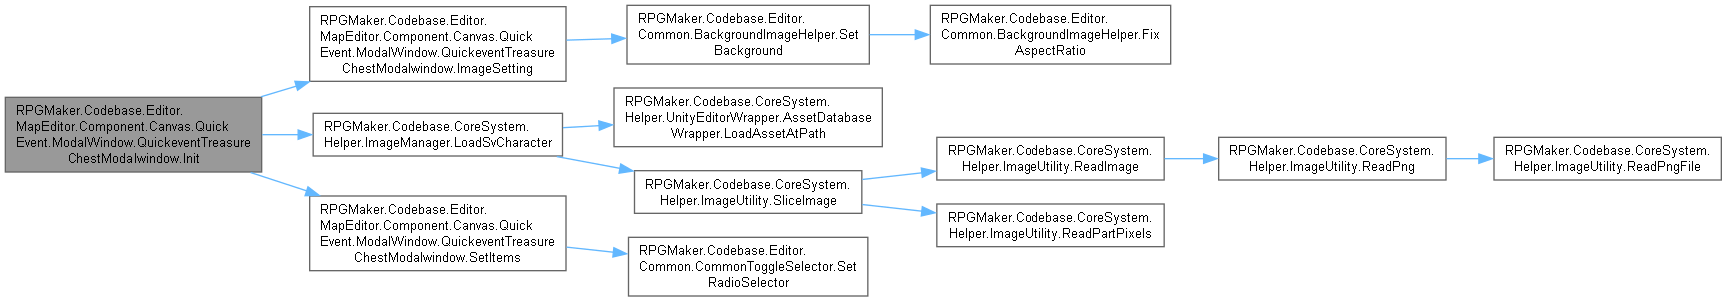 RPGMaker.Codebase.Editor.
MapEditor.Component.Canvas.Quick
Event.ModalWindow.QuickeventTreasure
ChestModalwindow.Init
RPGMaker.Codebase.Editor.
MapEditor.Component.Canvas.Quick
Event.ModalWindow.QuickeventTreasure
ChestModalwindow.ImageSetting
RPGMaker.Codebase.Editor.
Common.BackgroundImageHelper.Set
Background
RPGMaker.Codebase.Editor.
Common.BackgroundImageHelper.Fix
AspectRatio
RPGMaker.Codebase.CoreSystem.
Helper.ImageManager.LoadSvCharacter
RPGMaker.Codebase.CoreSystem.
Helper.UnityEditorWrapper.AssetDatabase
Wrapper.LoadAssetAtPath
RPGMaker.Codebase.CoreSystem.
Helper.ImageUtility.SliceImage
RPGMaker.Codebase.CoreSystem.
Helper.ImageUtility.ReadImage
RPGMaker.Codebase.CoreSystem.
Helper.ImageUtility.ReadPng
RPGMaker.Codebase.CoreSystem.
Helper.ImageUtility.ReadPngFile
RPGMaker.Codebase.CoreSystem.
Helper.ImageUtility.ReadPartPixels
RPGMaker.Codebase.Editor.
MapEditor.Component.Canvas.Quick
Event.ModalWindow.QuickeventTreasure
ChestModalwindow.SetItems
RPGMaker.Codebase.Editor.
Common.CommonToggleSelector.Set
RadioSelector